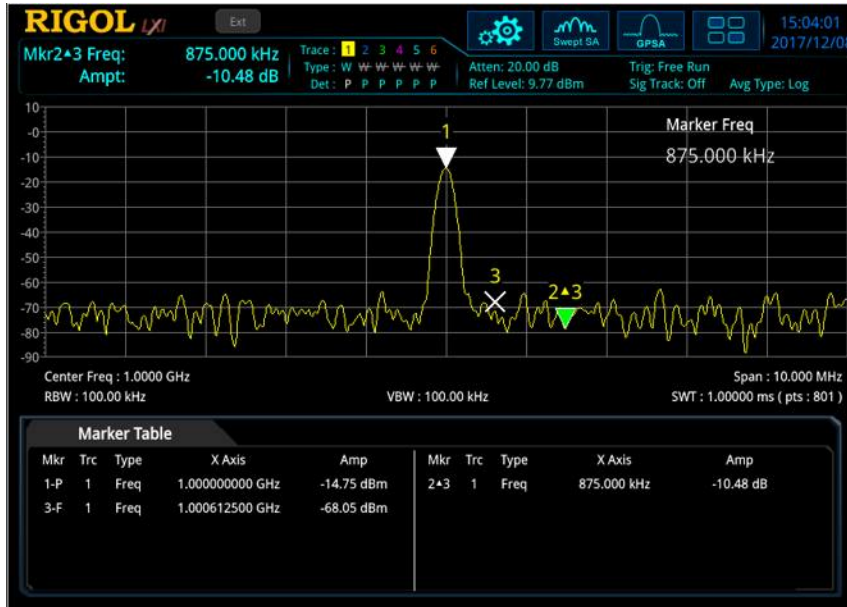 RIGOL LXI Ext Swept SA GPSA 15:04:01
2017/12/08
Mkr2▲3 Freq: 875.000 kHz
Ampt: -10.48 dB
Trace: 1 2 3 4 5 6
Type: W W W W W W
Det: P P P P P P
Atten: 20.00 dB
Ref Level: 9.77 dBm
Trig: Free Run
Sig Track: Off Avg Type: Log
Marker Freq
875.000 kHz
10
-0
-10
-20
-30
-40
-50
-60
-70
-80
-90
1
3
2▲3
Center Freq : 1.0000 GHz Span : 10.000 MHz
RBW : 100.00 kHz VBW : 100.00 kHz SWT : 1.00000 ms ( pts : 801 )
Marker Table
Mkr Trc Type X Axis Amp Mkr Trc Type X Axis Amp
1-P 1 Freq 1.000000000 GHz -14.75 dBm 2▲3 1 Freq 875.000 kHz -10.48 dB
3-F 1 Freq 1.000612500 GHz -68.05 dBm